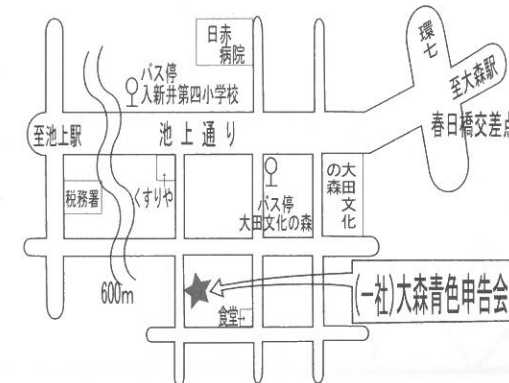 日赤
病院
環七
至大森駅
バス停
入新井第四小学校
至池上駅
池上通り
春日橋交差点
税務署
くすりや
バス停
大田文化の森
大田文化
の森
600m
食堂
(一社)大森青色申告会